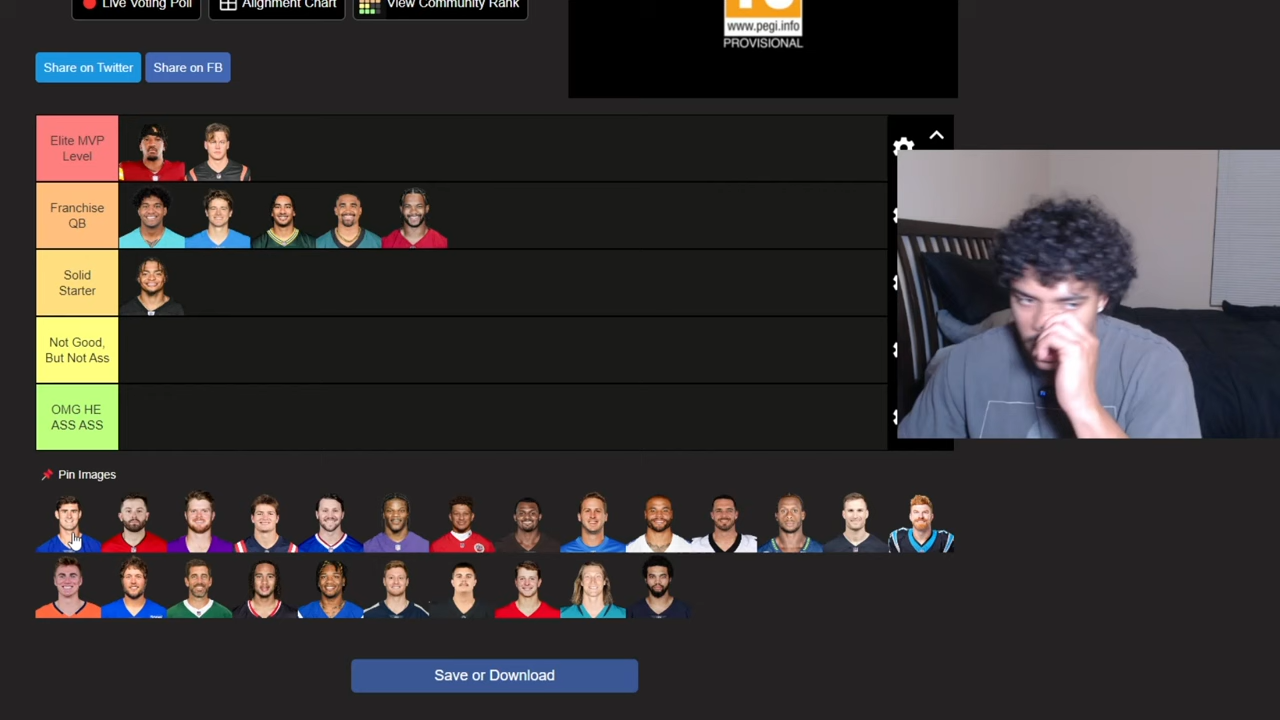 Live Voting Poll
Alignment Chart
View Community Rank
www.pegi.info
PROVISIONAL
Share on Twitter
Share on FB
Elite MVP
Level
Franchise
QB
Solid
Starter
Not Good,
But Not Ass
OMG HE
ASS ASS
Pin Images
Save or Download